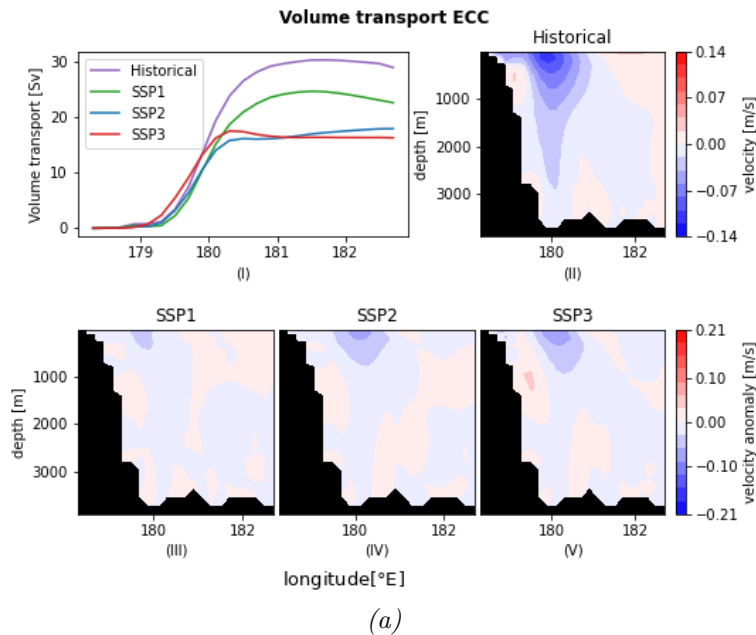 Volume transport ECC
Volume transport [Sv]
30
20
10
0
Historical
SSP1
SSP2
SSP3
179 180 181 182
(I)
Historical
depth [m]
1000
2000
3000
180 182
(II)
0.14
0.07
0.00
−0.07
−0.14
velocity [m/s]
SSP1
depth [m]
1000
2000
3000
180 182
(III)
SSP2
180 182
(IV)
SSP3
180 182
(V)
0.21
0.10
0.00
−0.10
−0.21
velocity anomaly [m/s]
longitude[°E]
(a)